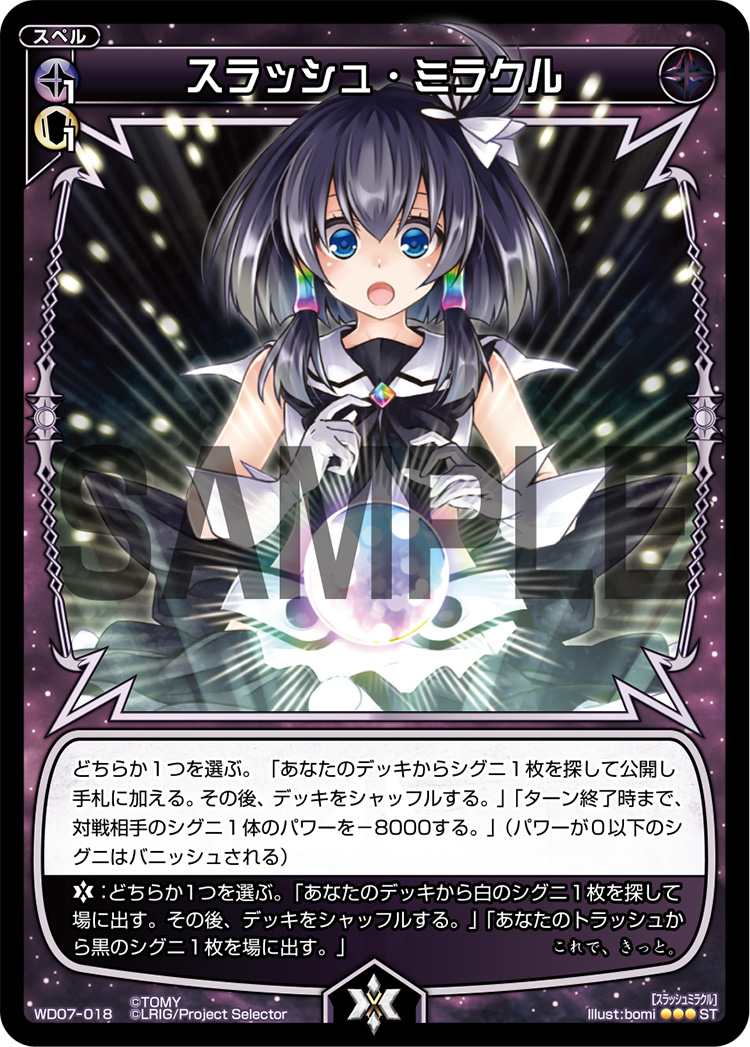 スペル
スラッシュ・ミラクル
1
1
SAMPLE
どちらか１つを選ぶ。「あなたのデッキからシグニ１枚を探して公開し
手札に加える。その後、デッキをシャッフルする。」「ターン終了時まで、
対戦相手のシグニ１体のパワーを－8000する。」（パワーが０以下のシ
グニはバニッシュされる）
：どちらか1つを選ぶ。「あなたのデッキから白のシグニ１枚を探して
場に出す。その後、デッキをシャッフルする。」「あなたのトラッシュか
ら黒のシグニ１枚を場に出す。」 これで、きっと。
WD07-018 ©TOMY
©LRIG/Project Selector
[スラッシュミラクル]
Illust:bomi ST